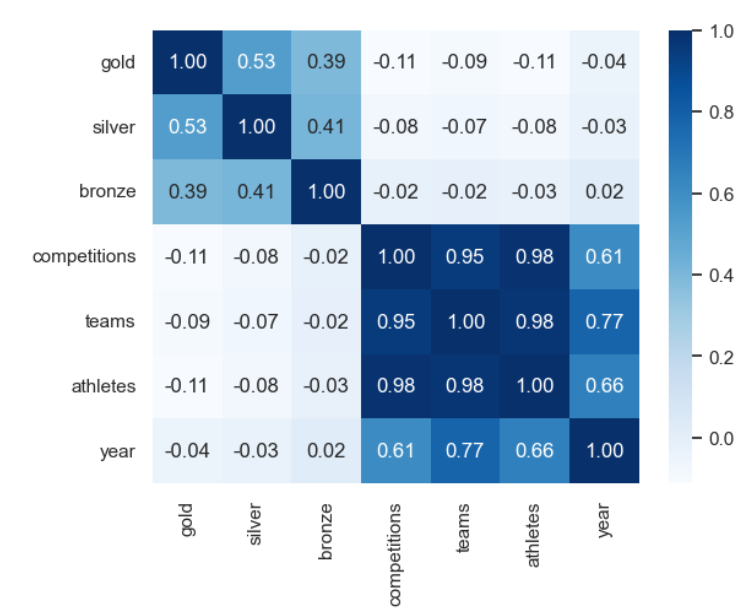 gold 1.00 0.53 0.39 -0.11 -0.09 -0.11 -0.04
silver 0.53 1.00 0.41 -0.08 -0.07 -0.08 -0.03
bronze 0.39 0.41 1.00 -0.02 -0.02 -0.03 0.02
competitions -0.11 -0.08 -0.02 1.00 0.95 0.98 0.61
teams -0.09 -0.07 -0.02 0.95 1.00 0.98 0.77
athletes -0.11 -0.08 -0.03 0.98 0.98 1.00 0.66
year -0.04 -0.03 0.02 0.61 0.77 0.66 1.00
gold silver bronze competitions teams athletes year
1.0
0.8
0.6
0.4
0.2
0.0